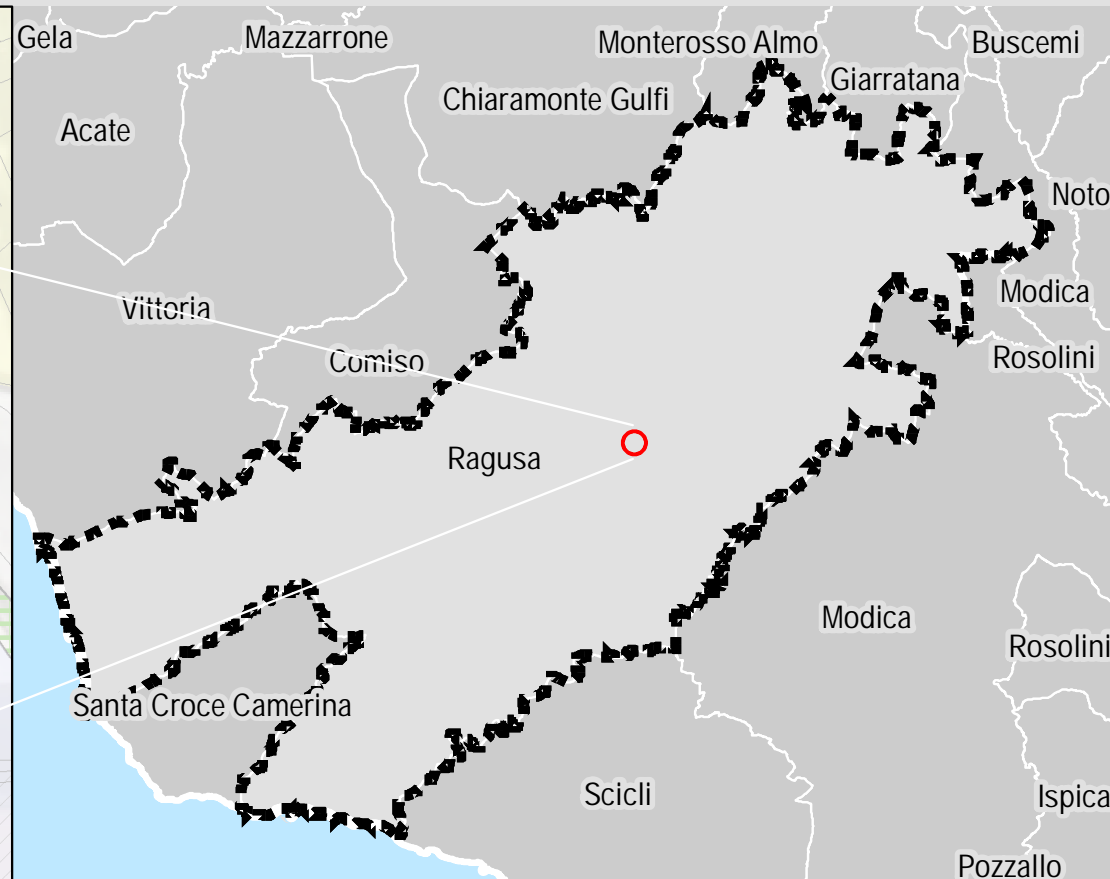 Gela
Mazzarrone
Monterosso Almo
Buscemi
Giarratana
Chiaramonte Gulfi
Acate
Noto
Modica
Vittoria
Rosolini
Comiso
Ragusa
Modica
Rosolini
Santa Croce Camerina
Scicli
Ispica
Pozzallo